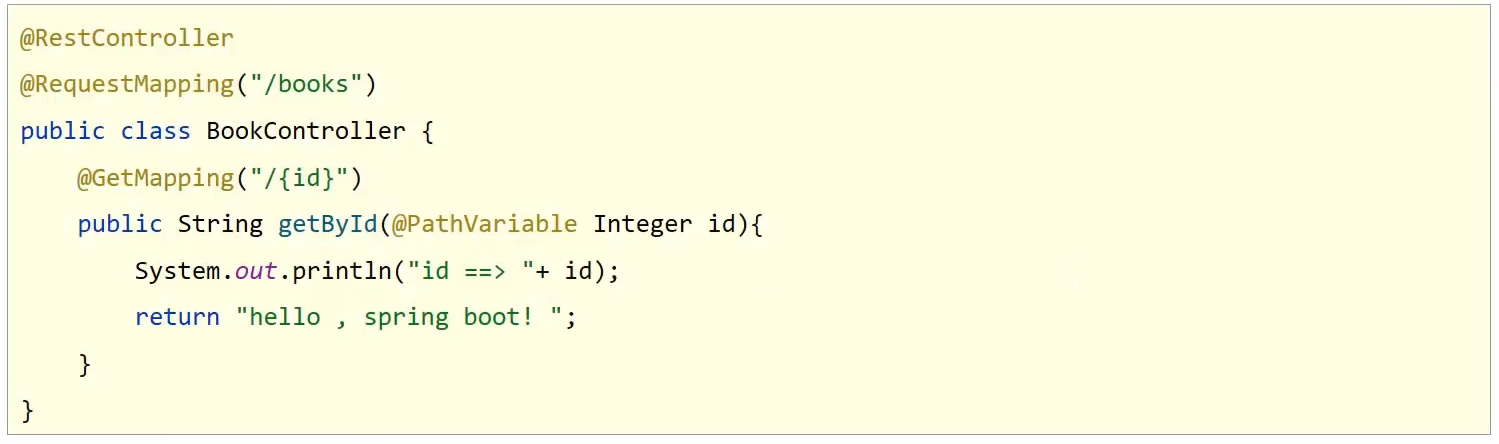 @RestController
@RequestMapping("/books")
public class BookController {
    @GetMapping("/{id}")
    public String getById(@PathVariable Integer id){
        System.out.println("id ==> "+ id);
        return "hello , spring boot! ";
    }
}